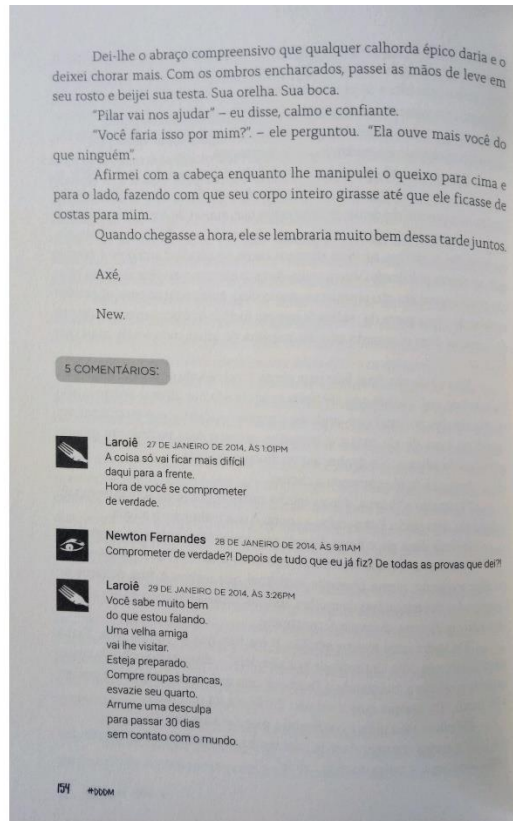 Dei-lhe o abraço compreensivo que qualquer calhorda épico daria e o
deixei chorar mais. Com os ombros encharcados, passei as mãos de leve em
seu rosto e beijei sua testa. Sua orelha. Sua boca.
“Pilar vai nos ajudar” – eu disse, calmo e confiante.
“Você faria isso por mim?”. – ele perguntou. “Ela ouve mais você do
que ninguém”.
Afirmei com a cabeça enquanto lhe manipulei o queixo para cima e
para o lado, fazendo com que seu corpo inteiro girasse até que ele ficasse de
costas para mim.
Quando chegasse a hora, ele se lembraria muito bem dessa tarde juntos.
Axé,
New.
5 COMENTÁRIOS:
Laroiê 27 DE JANEIRO DE 2014, ÀS 1:01PM
A coisa só vai ficar mais difícil
daqui para a frente.
Hora de você se comprometer
de verdade.
Newton Fernandes 28 DE JANEIRO DE 2014, ÀS 9:11AM
Comprometer de verdade?! Depois de tudo que eu já fiz? De todas as provas que dei?!
Laroiê 29 DE JANEIRO DE 2014, ÀS 3:26PM
Você sabe muito bem
do que estou falando.
Uma velha amiga
vai lhe visitar.
Esteja preparado.
Compre roupas brancas,
esvazie seu quarto.
Arrume uma desculpa
para passar 30 dias
sem contato com o mundo.
154 #DDDM